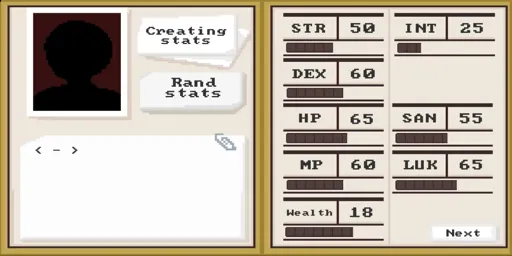 Creating
stats
Rand
stats
< - >
STR 50
INT 25
DEX 60
HP 65
SAN 55
MP 60
LUK 65
Wealth 18
Next